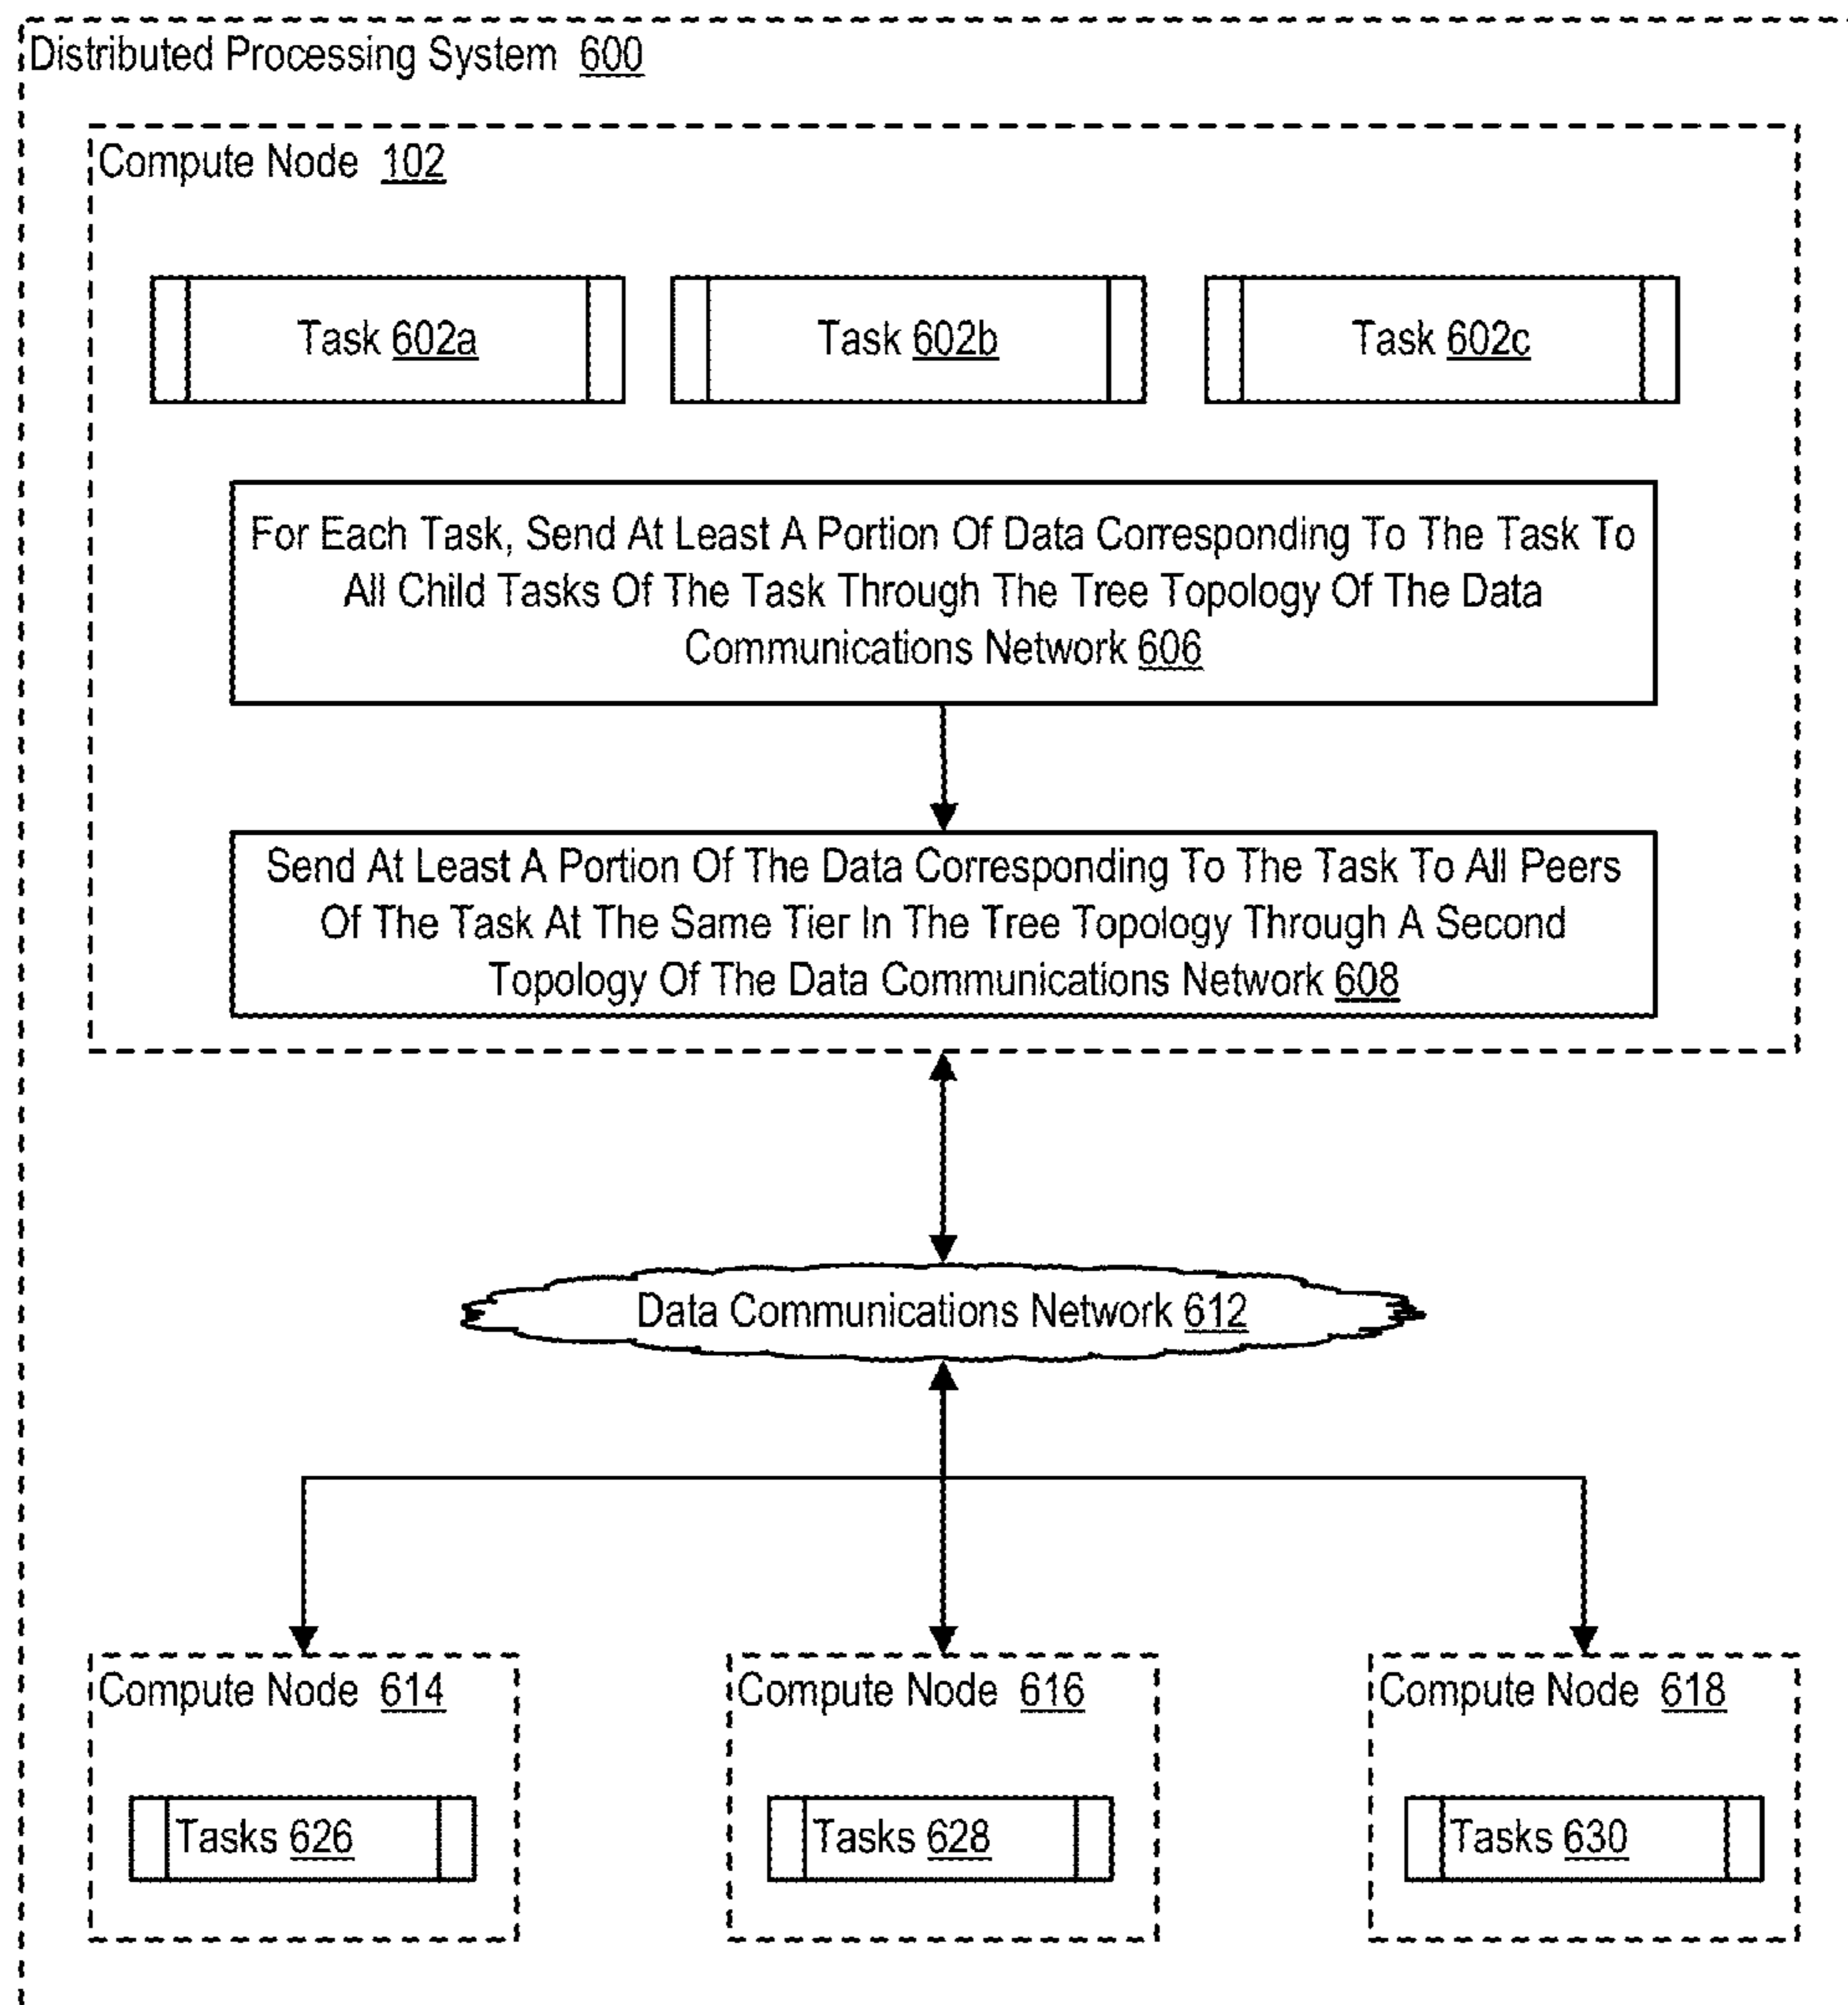 Distributed Processing System 600
Compute Node 102
Task 602a
Task 602b
Task 602c
For Each Task, Send At Least A Portion Of Data Corresponding To The Task To
All Child Tasks Of The Task Through The Tree Topology Of The Data
Communications Network 606
Send At Least A Portion Of The Data Corresponding To The Task To All Peers
Of The Task At The Same Tier In The Tree Topology Through A Second
Topology Of The Data Communications Network 608
Data Communications Network 612
Compute Node 614
Compute Node 616
Compute Node 618
Tasks 626
Tasks 628
Tasks 630